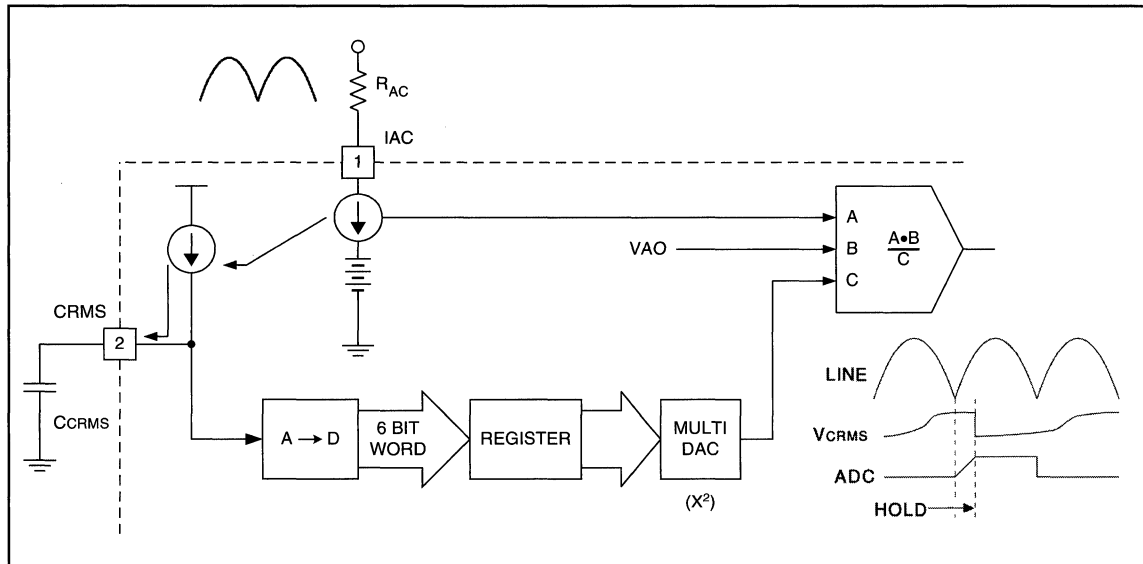 RAC
IAC
1
A
VAO
B
A•B
C
C
CRMS
2
LINE
CCRMS
A → D
6 BIT
WORD
REGISTER
MULTI
DAC
VCRMS
ADC
(X²)
HOLD